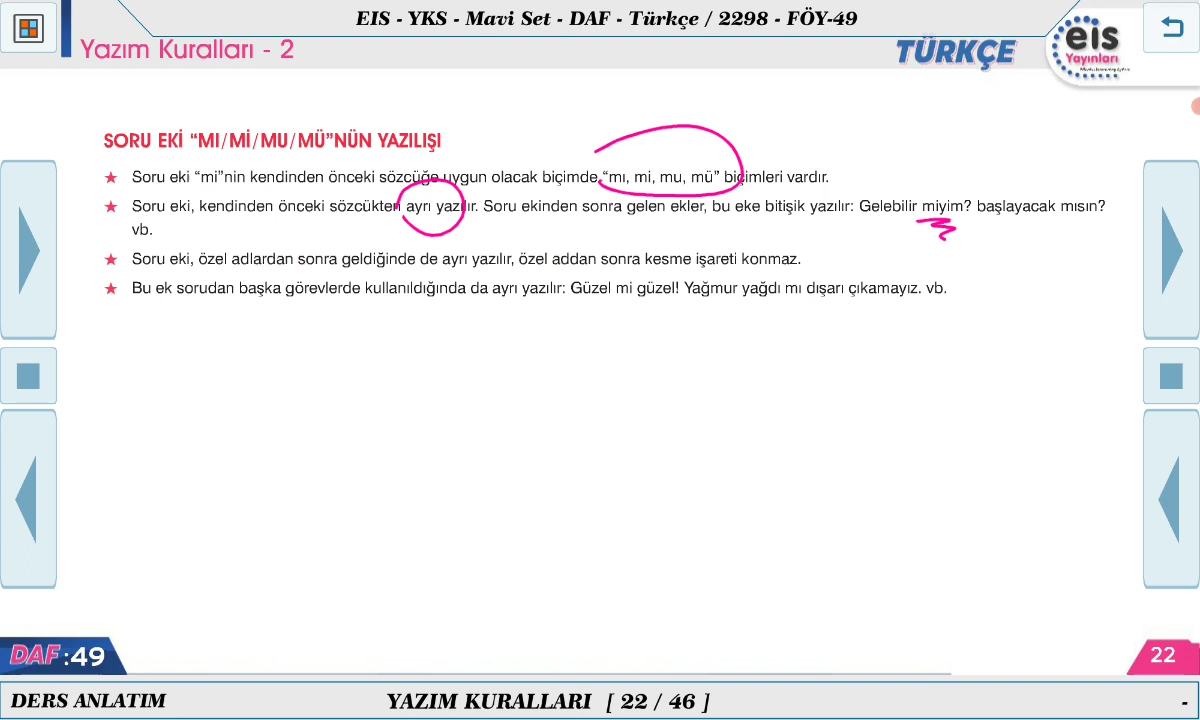 EIS - YKS - Mavi Set - DAF - Türkçe / 2298 - FÖY-49
Yazım Kuralları - 2
TÜRKÇE
eis
Yayınları
SORU EKİ “MI/Mİ/MU/MÜ”NÜN YAZILIŞI
★ Soru eki “mi”nin kendinden önceki sözcüğe uygun olacak biçimde “mı, mi, mu, mü” biçimleri vardır.
★ Soru eki, kendinden önceki sözcükten ayrı yazılır. Soru ekinden sonra gelen ekler, bu eke bitişik yazılır: Gelebilir miyim? başlayacak mısın?
vb.
★ Soru eki, özel adlardan sonra geldiğinde de ayrı yazılır, özel addan sonra kesme işareti konmaz.
★ Bu ek sorudan başka görevlerde kullanıldığında da ayrı yazılır: Güzel mi güzel! Yağmur yağdı mı dışarı çıkamayız. vb.
DAF :49
22
DERS ANLATIM
YAZIM KURALLARI [ 22 / 46 ]
-